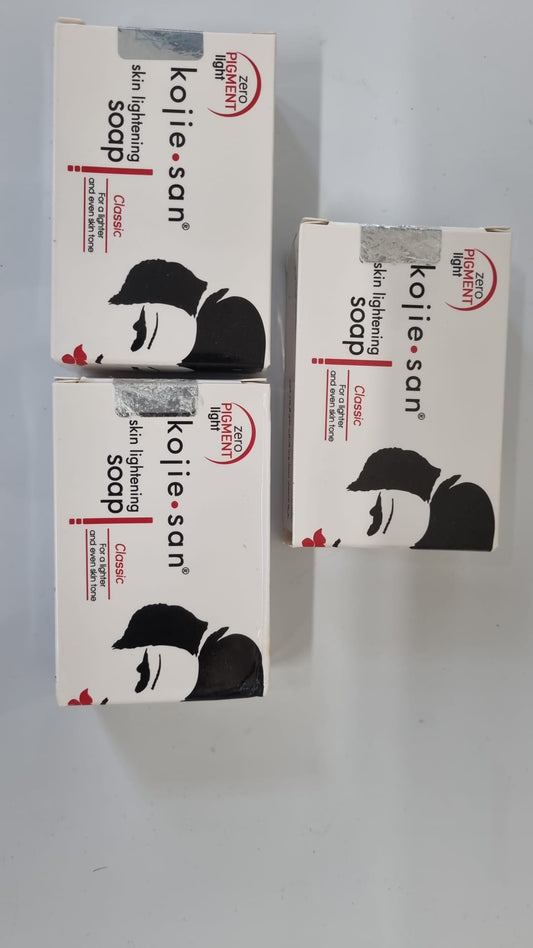 zero
PIGMENT
light
kojie•san®
skin lightening
soap
Classic
For a lighter
and even skin tone
zero
PIGMENT
light
kojie•san®
skin lightening
soap
Classic
For a lighter
and even skin tone
zero
PIGMENT
light
kojie•san®
skin lightening
soap
Classic
For a lighter
and even skin tone